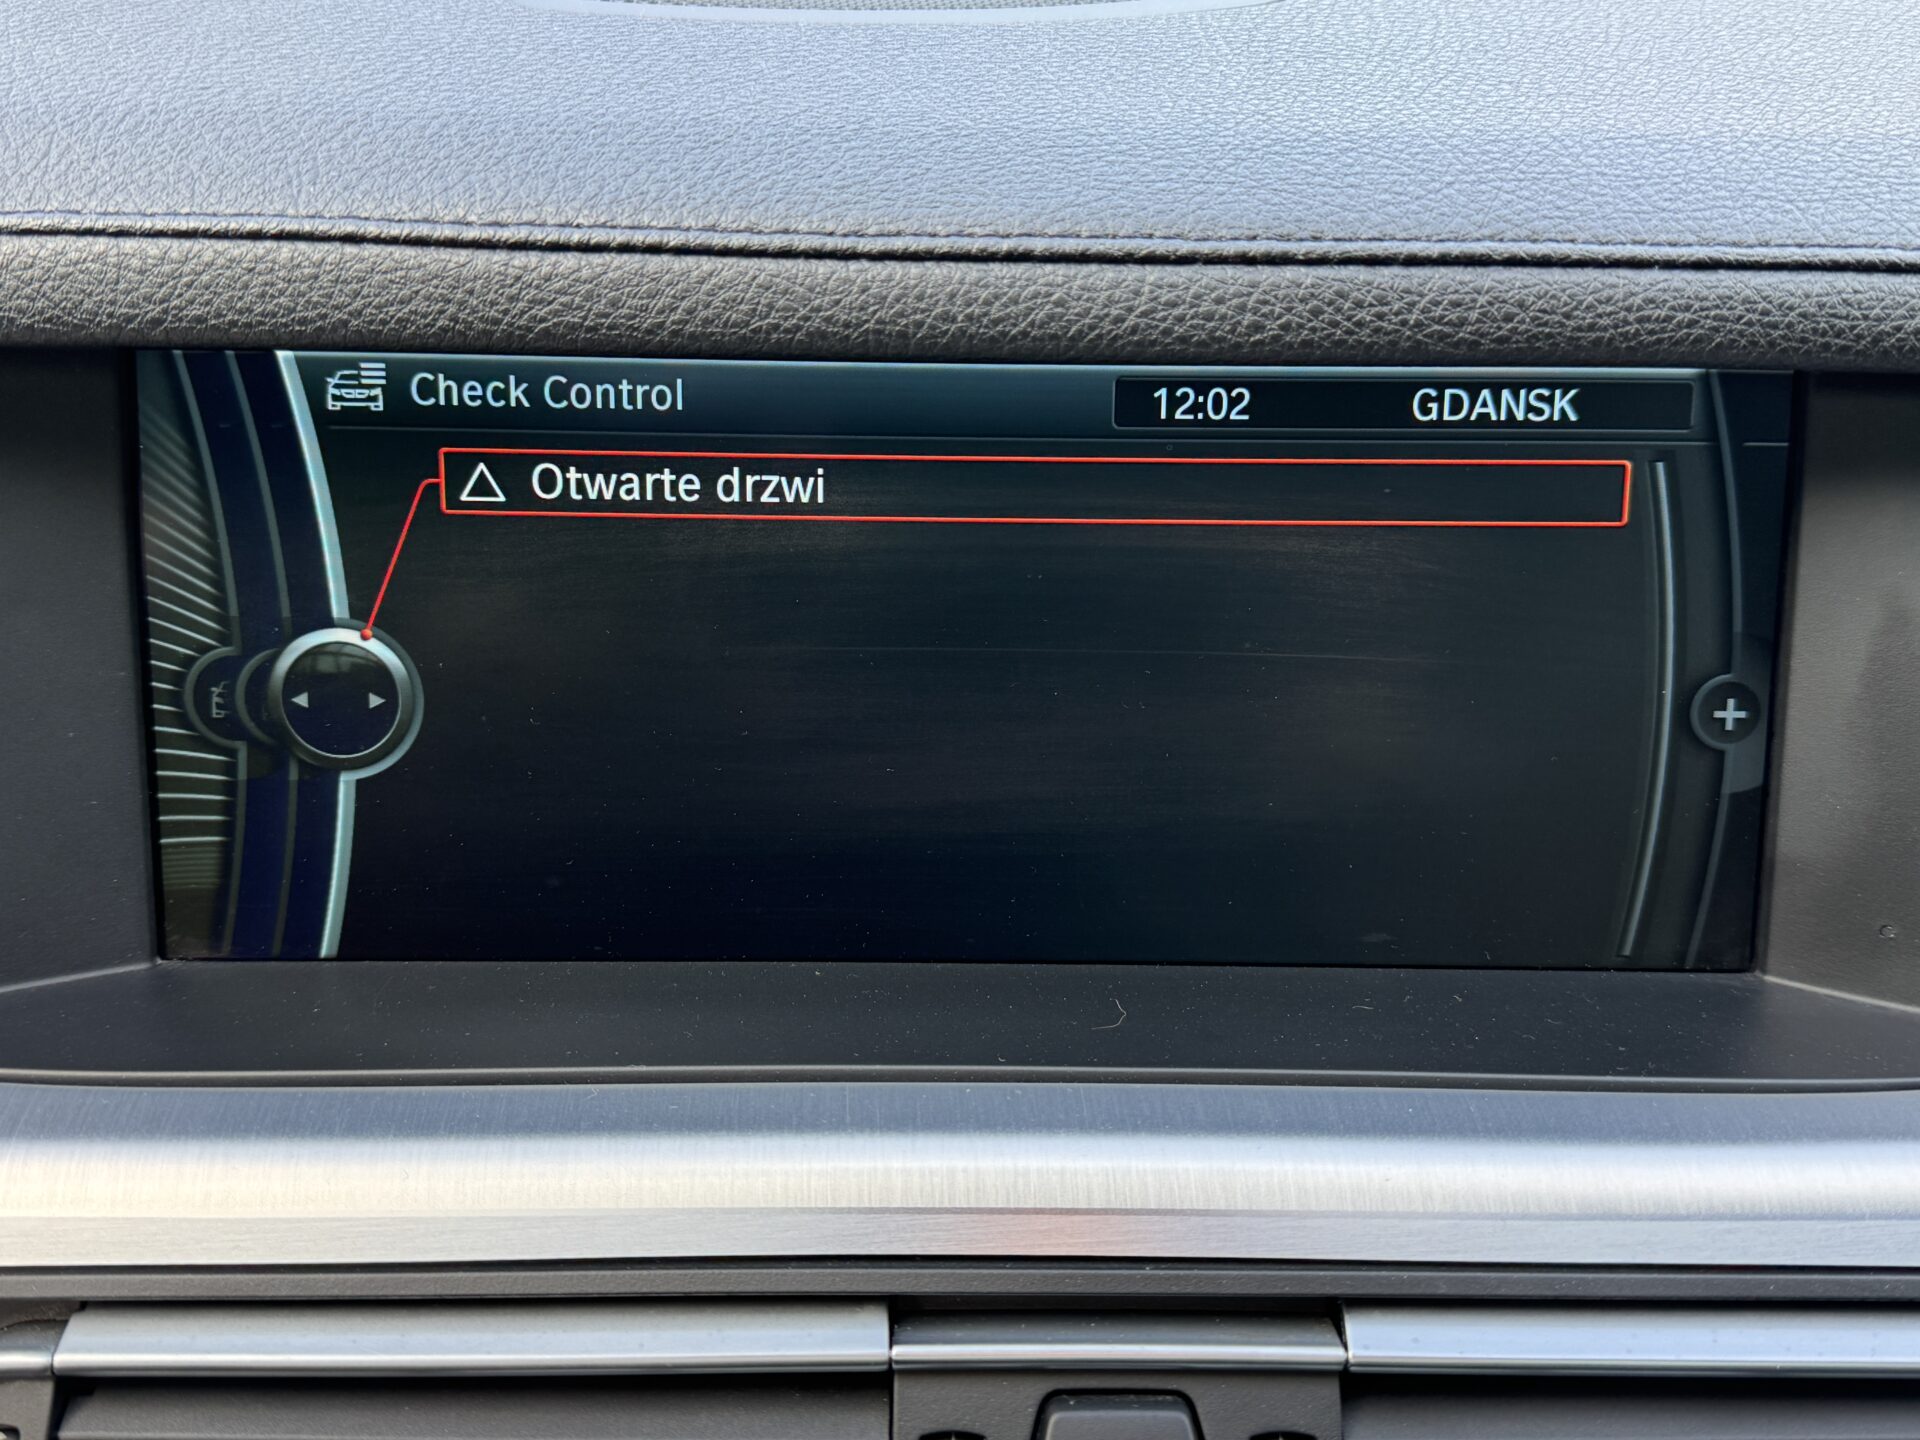 Check Control
12:02 GDANSK
Otwarte drzwi